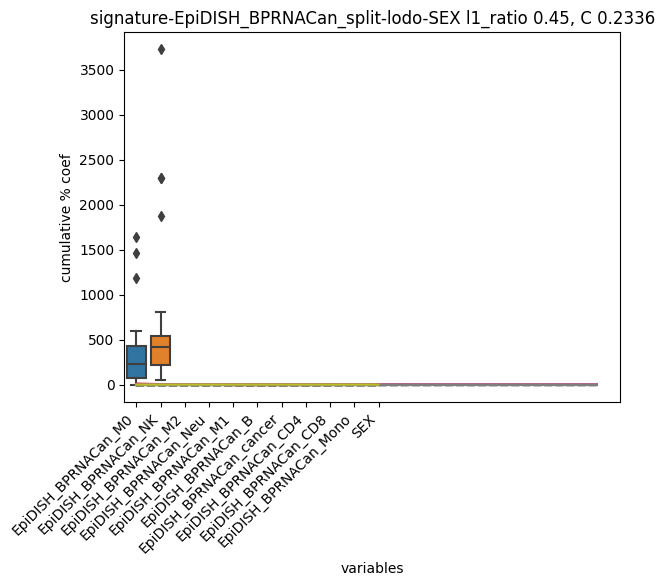 signature-EpiDISH_BPRNACan_split-lodo-SEX l1_ratio 0.45, C 0.2336
cumulative % coef
3500
3000
2500
2000
1500
1000
500
0
EpiDISH_BPRNACan_M0
EpiDISH_BPRNACan_NK
EpiDISH_BPRNACan_M2
EpiDISH_BPRNACan_Neu
EpiDISH_BPRNACan_M1
EpiDISH_BPRNACan_B
EpiDISH_BPRNACan_cancer
EpiDISH_BPRNACan_CD4
EpiDISH_BPRNACan_CD8
EpiDISH_BPRNACan_Mono
SEX
variables